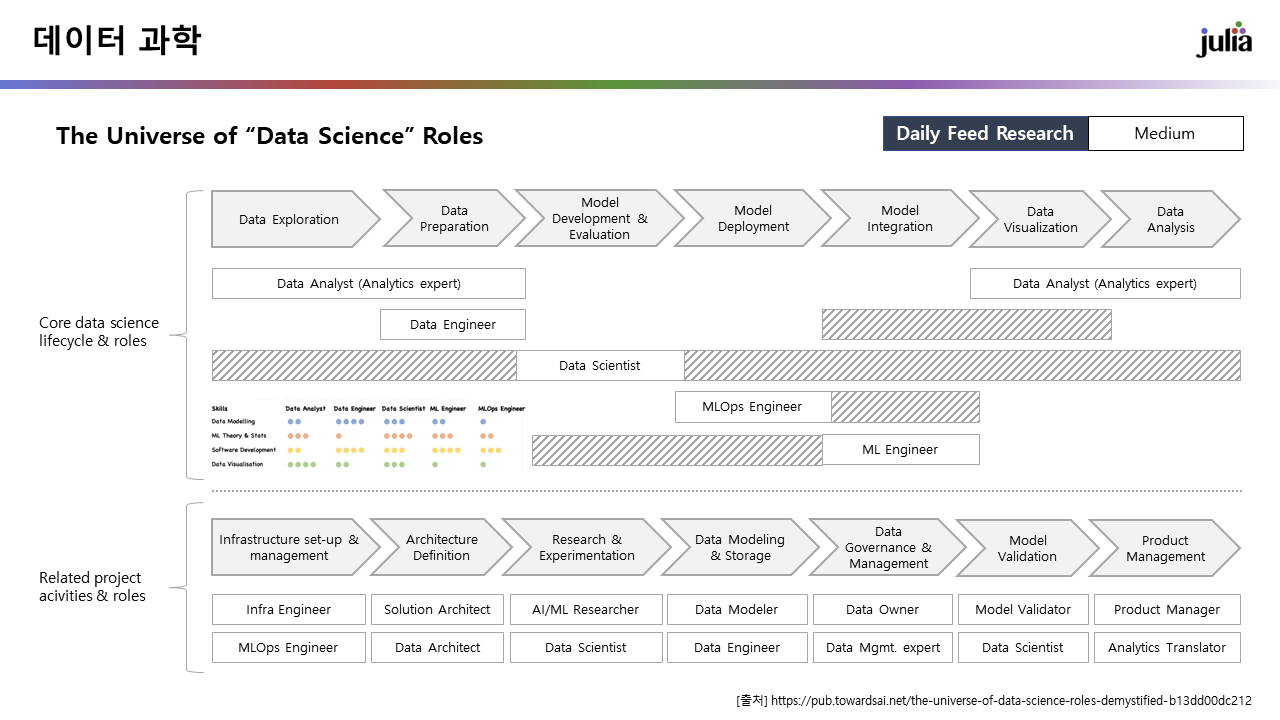 데이터 과학
julia
The Universe of “Data Science” Roles
Daily Feed Research
Medium
Data Exploration
Data
Preparation
Model
Development &
Evaluation
Model
Deployment
Model
Integration
Data
Visualization
Data
Analysis
Core data science
lifecycle & roles
Data Analyst (Analytics expert)
Data Analyst (Analytics expert)
Data Engineer
Data Scientist
MLOps Engineer
ML Engineer
Skills Data Analyst Data Engineer Data Scientist ML Engineer MLOps Engineer
Data Modelling
ML Theory & Stats
Software Development
Data Visualisation
Related project
acivities & roles
Infrastructure set-up &
management
Architecture
Definition
Research &
Experimentation
Data Modeling
& Storage
Data
Governance &
Management
Model
Validation
Product
Management
Infra Engineer
Solution Architect
AI/ML Researcher
Data Modeler
Data Owner
Model Validator
Product Manager
MLOps Engineer
Data Architect
Data Scientist
Data Engineer
Data Mgmt. expert
Data Scientist
Analytics Translator
[출처] https://pub.towardsai.net/the-universe-of-data-science-roles-demystified-b13dd00dc212